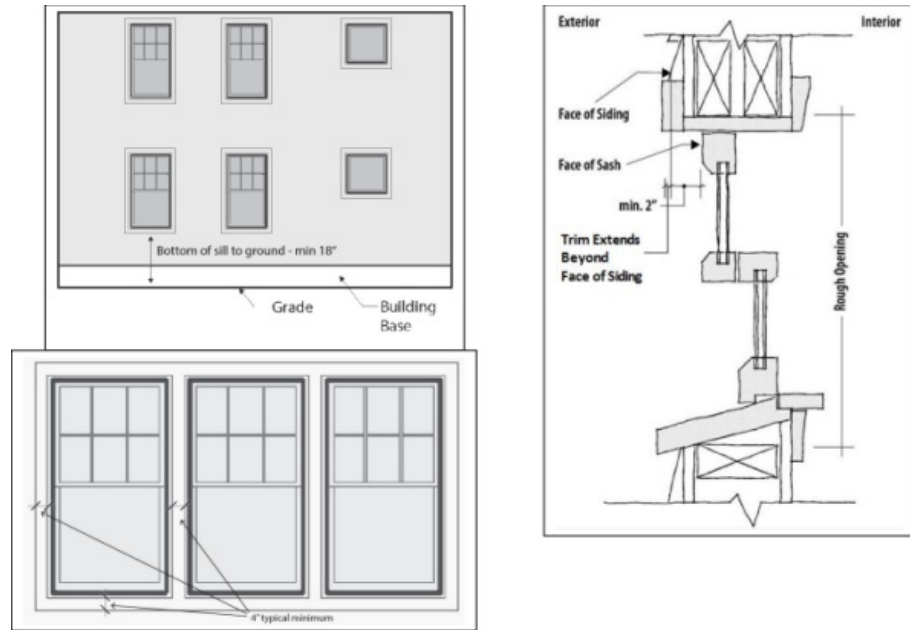 Bottom of sill to ground - min 18"
Grade
Building
Base
4" typical minimum
Exterior
Interior
Face of Siding
Face of Sash
min. 2"
Trim Extends
Beyond
Face of Siding
Rough Opening